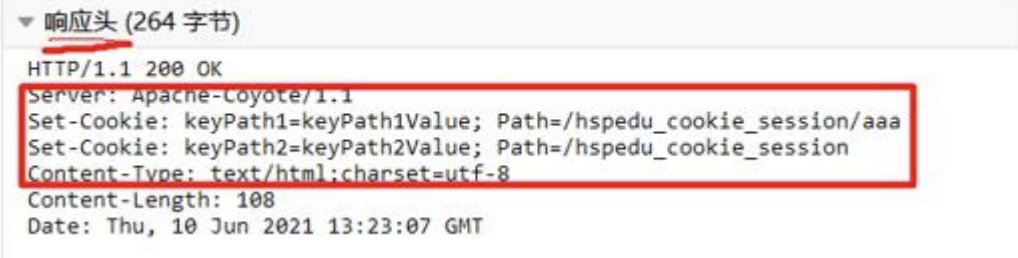 响应头 (264 字节)
HTTP/1.1 200 OK
Server: Apache-Coyote/1.1
Set-Cookie: keyPath1=keyPath1Value; Path=/hspedu_cookie_session/aaa
Set-Cookie: keyPath2=keyPath2Value; Path=/hspedu_cookie_session
Content-Type: text/html;charset=utf-8
Content-Length: 108
Date: Thu, 10 Jun 2021 13:23:07 GMT